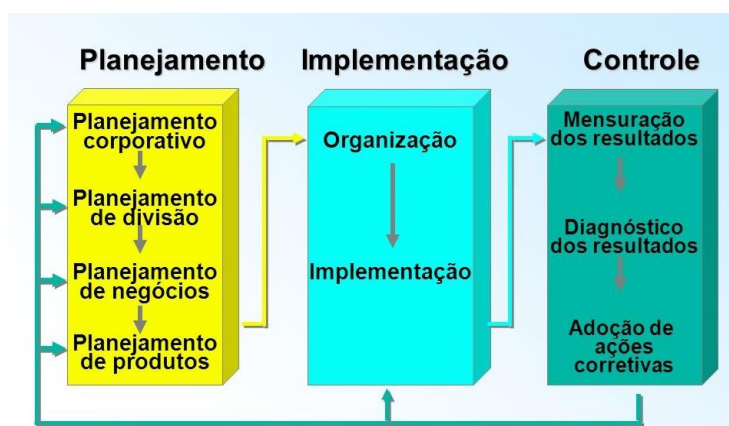 Planejamento
Implementação
Controle
Planejamento
corporativo
Planejamento
de divisão
Planejamento
de negócios
Planejamento
de produtos
Organização
Implementação
Mensuração
dos resultados
Diagnóstico
dos resultados
Adoção de
ações
corretivas